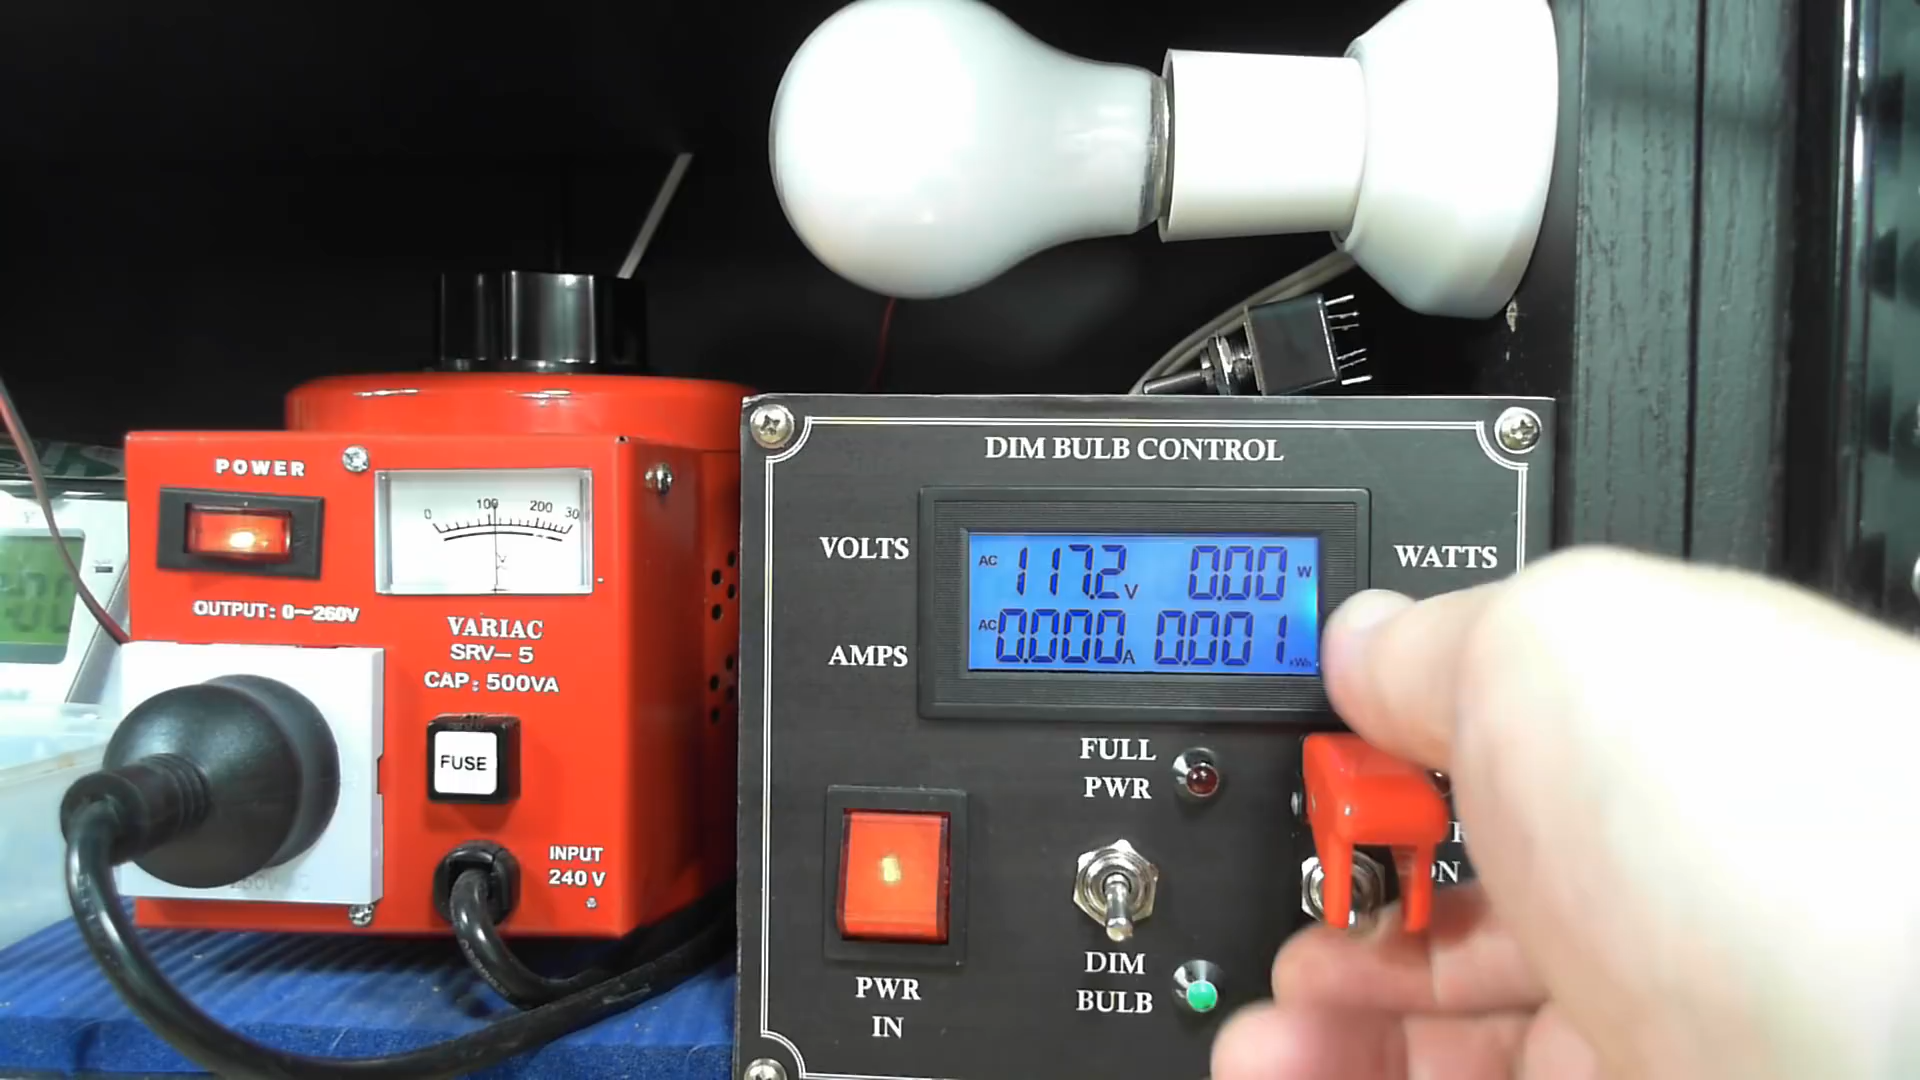 POWER
0 100 200 30
V
OUTPUT: 0~260V
VARIAC
SRV-5
CAP: 500VA
FUSE
INPUT
240 V
DIM BULB CONTROL
VOLTS
AMPS
WATTS
AC 117.2 V 0.00 W
AC 0.000 A 0.001 kWh
FULL
PWR
DIM
BULB
PWR
IN